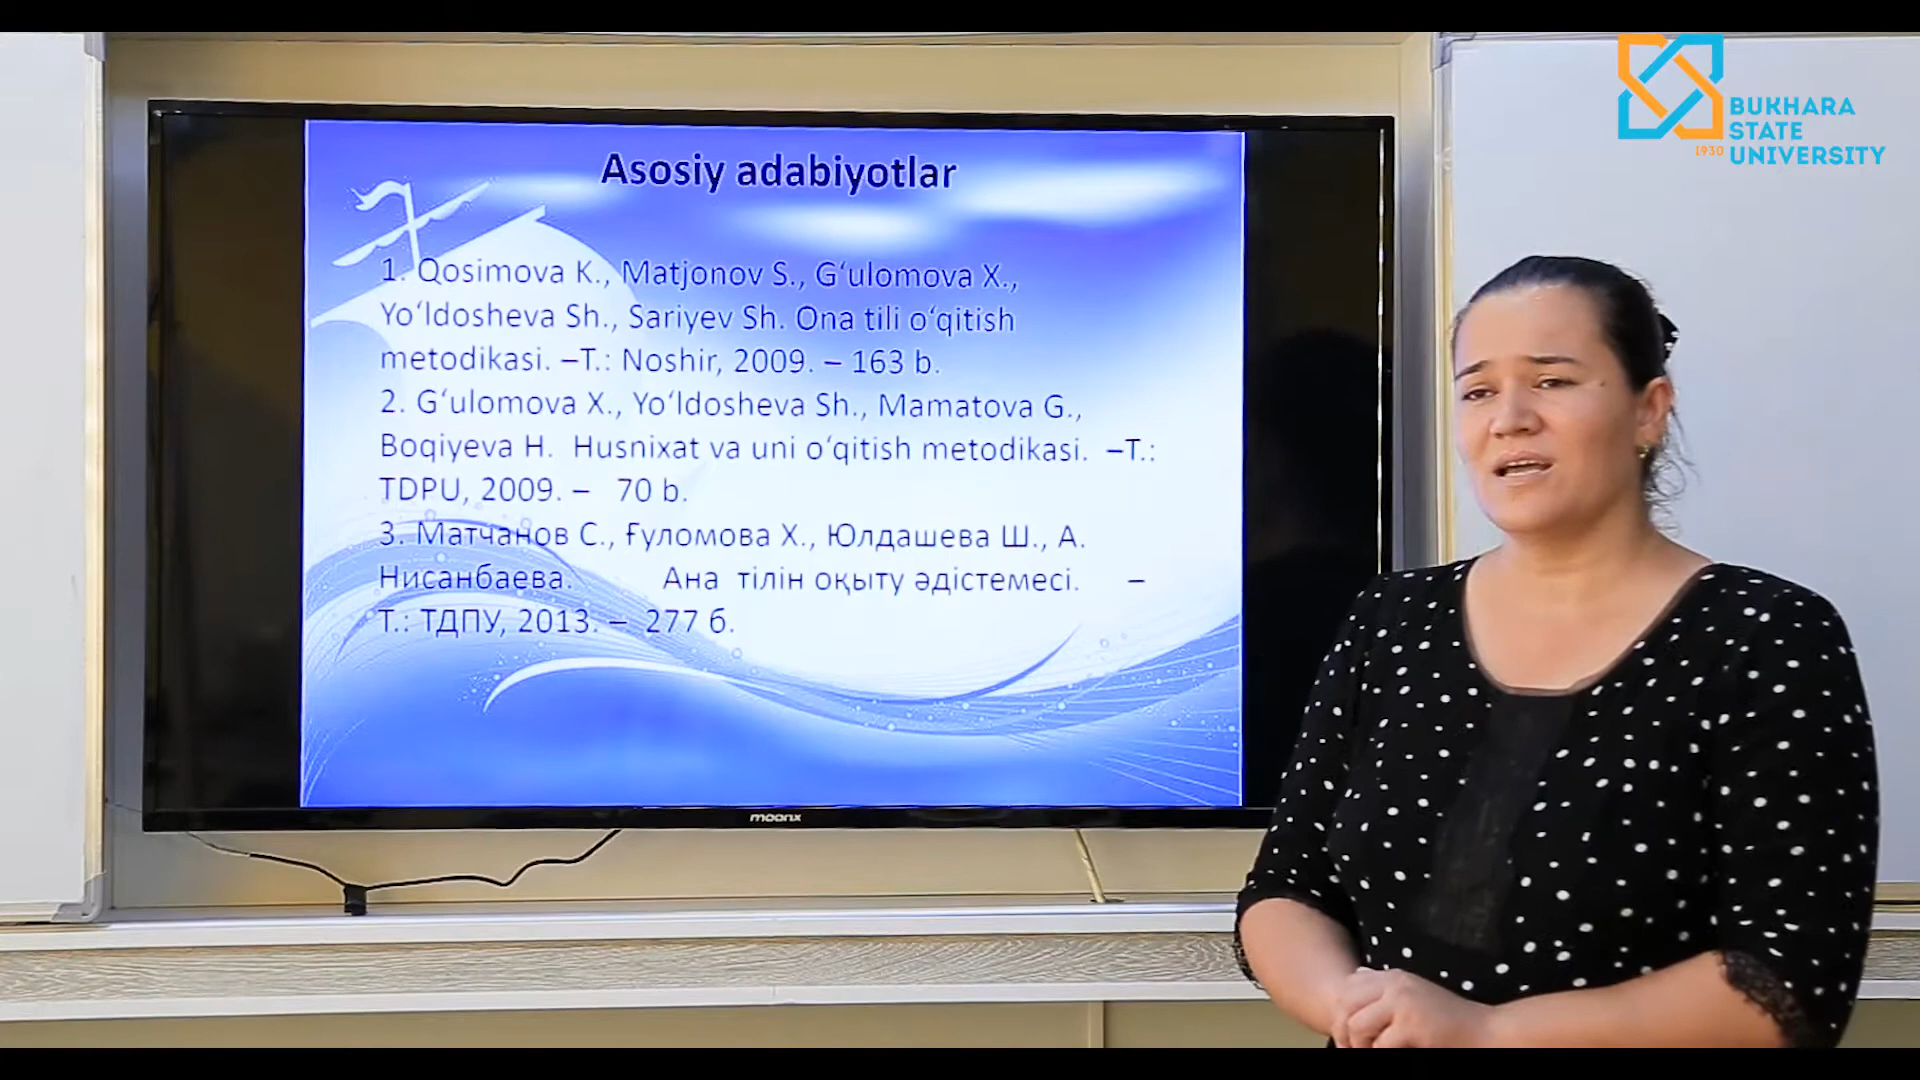 BUKHARA
STATE
1930 UNIVERSITY
Asosiy adabiyotlar
1. Qosimova K., Matjonov S., G‘ulomova X.,
Yo‘ldosheva Sh., Sariyev Sh. Ona tili o‘qitish
metodikasi. –T.: Noshir, 2009. – 163 b.
2. G‘ulomova X., Yo‘ldosheva Sh., Mamatova G.,
Boqiyeva H. Husnixat va uni o‘qitish metodikasi. –T.:
TDPU, 2009. – 70 b.
3. Матчанов С., Ғуломова Х., Юлдашева Ш., А.
Нисанбаева. Ана тілін оқыту әдістемесі. –
Т.: ТДПУ, 2013. – 277 б.
moonx